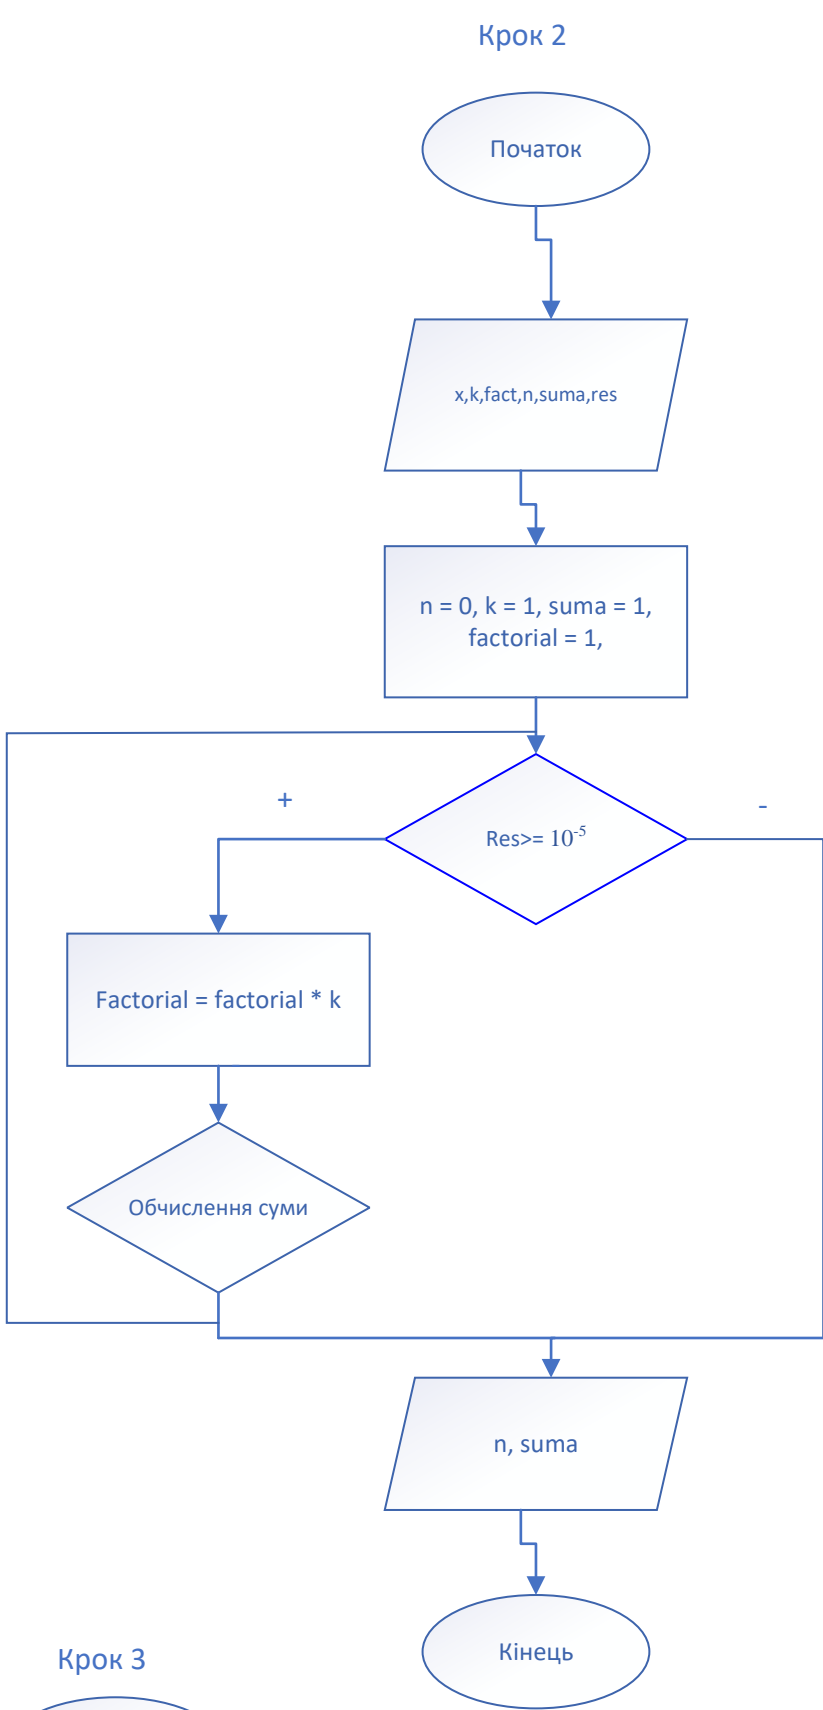 Крок 2
Початок
x,k,fact,n,suma,res
n = 0, k = 1, suma = 1,
factorial = 1,
+
-
Res>= 10⁻⁵
Factorial = factorial * k
Обчислення суми
n, suma
Кінець
Крок 3